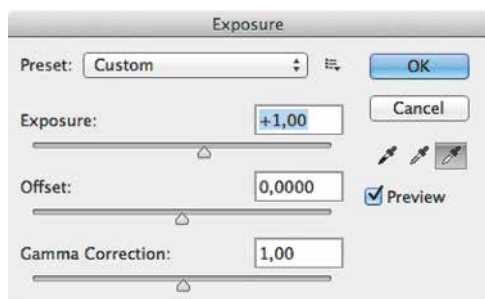 Exposure
Preset: Custom
OK
Cancel
Exposure: +1,00
Offset: 0,0000
Preview
Gamma Correction: 1,00